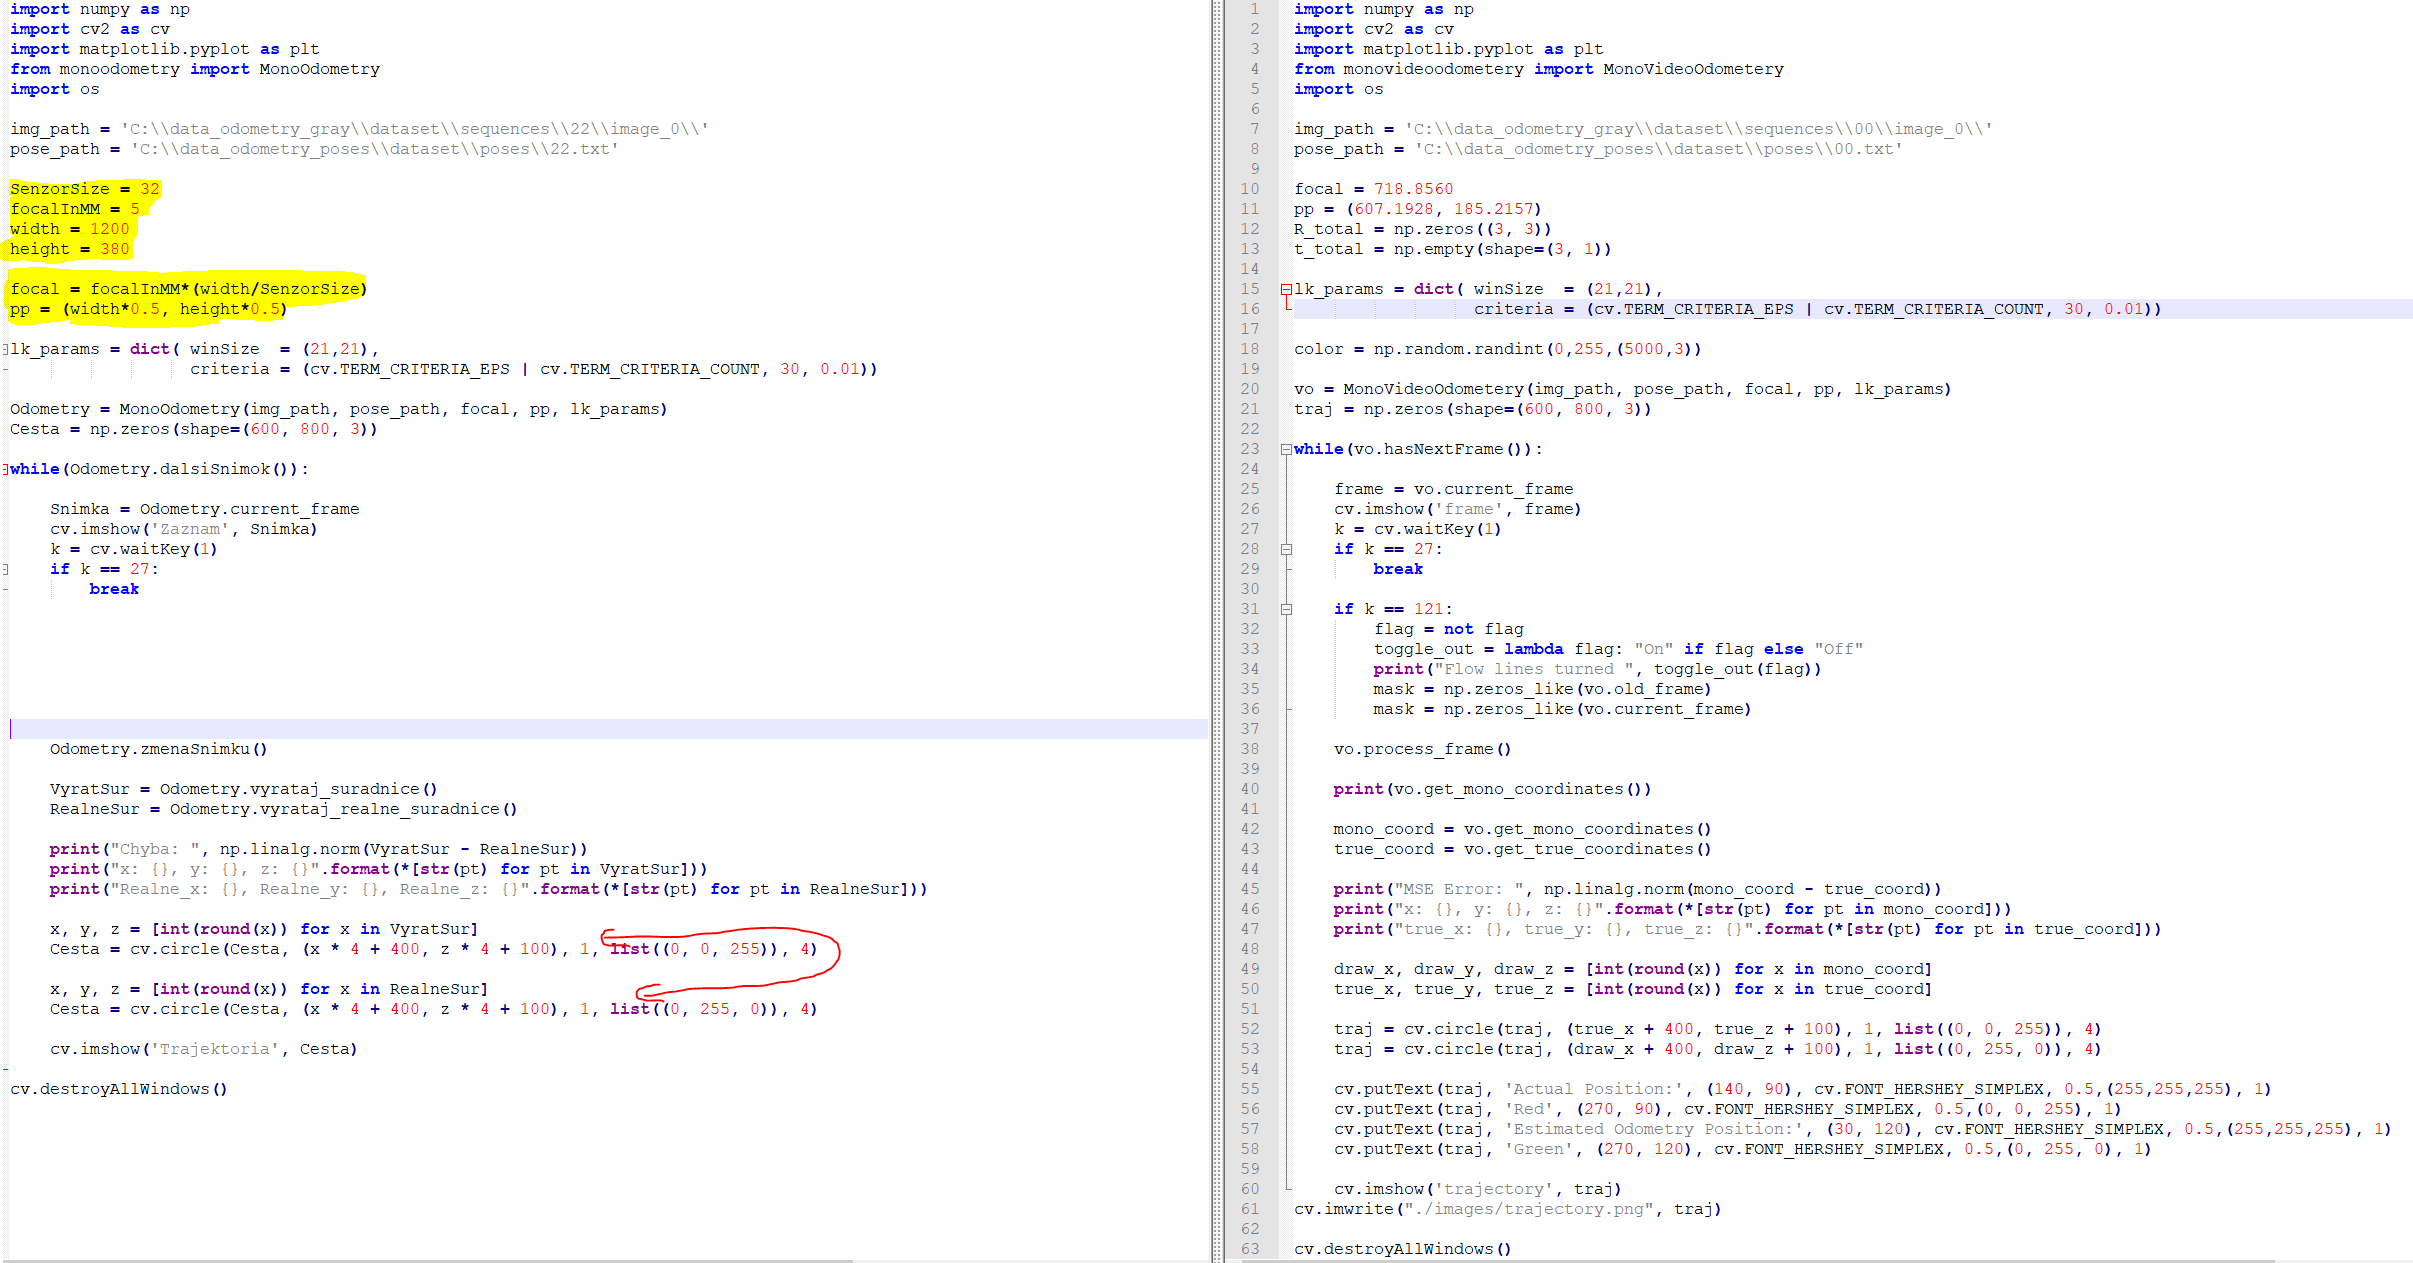 import numpy as np
import cv2 as cv
import matplotlib.pyplot as plt
from monoodometry import MonoOdometry
import os
img_path = 'C:\\data_odometry_gray\\dataset\\sequences\\22\\image_0\\'
pose_path = 'C:\\data_odometry_poses\\dataset\\poses\\22.txt'
SenzorSize = 32
focalInMM = 5
width = 1200
height = 380
focal = focalInMM*(width/SenzorSize)
pp = (width*0.5, height*0.5)
lk_params = dict( winSize  = (21,21),
criteria = (cv.TERM_CRITERIA_EPS | cv.TERM_CRITERIA_COUNT, 30, 0.01))
Odometry = MonoOdometry(img_path, pose_path, focal, pp, lk_params)
Cesta = np.zeros(shape=(600, 800, 3))
while(Odometry.dalsiSnimok()):
Snimka = Odometry.current_frame
cv.imshow('Zaznam', Snimka)
k = cv.waitKey(1)
if k == 27:
break
Odometry.zmenaSnimku()
VyratSur = Odometry.vyrataj_suradnice()
RealneSur = Odometry.vyrataj_realne_suradnice()
print("Chyba: ", np.linalg.norm(VyratSur - RealneSur))
print("x: {}, y: {}, z: {}".format(*[str(pt) for pt in VyratSur]))
print("Realne_x: {}, Realne_y: {}, Realne_z: {}".format(*[str(pt) for pt in RealneSur]))
x, y, z = [int(round(x)) for x in VyratSur]
Cesta = cv.circle(Cesta, (x * 4 + 400, z * 4 + 100), 1, list((0, 0, 255)), 4)
x, y, z = [int(round(x)) for x in RealneSur]
Cesta = cv.circle(Cesta, (x * 4 + 400, z * 4 + 100), 1, list((0, 255, 0)), 4)
cv.imshow('Trajektoria', Cesta)
cv.destroyAllWindows()
1 import numpy as np
2 import cv2 as cv
3 import matplotlib.pyplot as plt
4 from monovideoodometery import MonoVideoOdometery
5 import os
6
7 img_path = 'C:\\data_odometry_gray\\dataset\\sequences\\00\\image_0\\'
8 pose_path = 'C:\\data_odometry_poses\\dataset\\poses\\00.txt'
9
10 focal = 718.8560
11 pp = (607.1928, 185.2157)
12 R_total = np.zeros((3, 3))
13 t_total = np.empty(shape=(3, 1))
14
15 lk_params = dict( winSize  = (21,21),
16 criteria = (cv.TERM_CRITERIA_EPS | cv.TERM_CRITERIA_COUNT, 30, 0.01))
17
18 color = np.random.randint(0,255,(5000,3))
19
20 vo = MonoVideoOdometery(img_path, pose_path, focal, pp, lk_params)
21 traj = np.zeros(shape=(600, 800, 3))
22
23 while(vo.hasNextFrame()):
24
25 frame = vo.current_frame
26 cv.imshow('frame', frame)
27 k = cv.waitKey(1)
28 if k == 27:
29 break
30
31 if k == 121:
32 flag = not flag
33 toggle_out = lambda flag: "On" if flag else "Off"
34 print("Flow lines turned ", toggle_out(flag))
35 mask = np.zeros_like(vo.old_frame)
36 mask = np.zeros_like(vo.current_frame)
37
38 vo.process_frame()
39
40 print(vo.get_mono_coordinates())
41
42 mono_coord = vo.get_mono_coordinates()
43 true_coord = vo.get_true_coordinates()
44
45 print("MSE Error: ", np.linalg.norm(mono_coord - true_coord))
46 print("x: {}, y: {}, z: {}".format(*[str(pt) for pt in mono_coord]))
47 print("true_x: {}, true_y: {}, true_z: {}".format(*[str(pt) for pt in true_coord]))
48
49 draw_x, draw_y, draw_z = [int(round(x)) for x in mono_coord]
50 true_x, true_y, true_z = [int(round(x)) for x in true_coord]
51
52 traj = cv.circle(traj, (true_x + 400, true_z + 100), 1, list((0, 0, 255)), 4)
53 traj = cv.circle(traj, (draw_x + 400, draw_z + 100), 1, list((0, 255, 0)), 4)
54
55 cv.putText(traj, 'Actual Position:', (140, 90), cv.FONT_HERSHEY_SIMPLEX, 0.5,(255,255,255), 1)
56 cv.putText(traj, 'Red', (270, 90), cv.FONT_HERSHEY_SIMPLEX, 0.5,(0, 0, 255), 1)
57 cv.putText(traj, 'Estimated Odometry Position:', (30, 120), cv.FONT_HERSHEY_SIMPLEX, 0.5,(255,255,255), 1)
58 cv.putText(traj, 'Green', (270, 120), cv.FONT_HERSHEY_SIMPLEX, 0.5,(0, 255, 0), 1)
59
60 cv.imshow('trajectory', traj)
61 cv.imwrite("./images/trajectory.png", traj)
62
63 cv.destroyAllWindows()